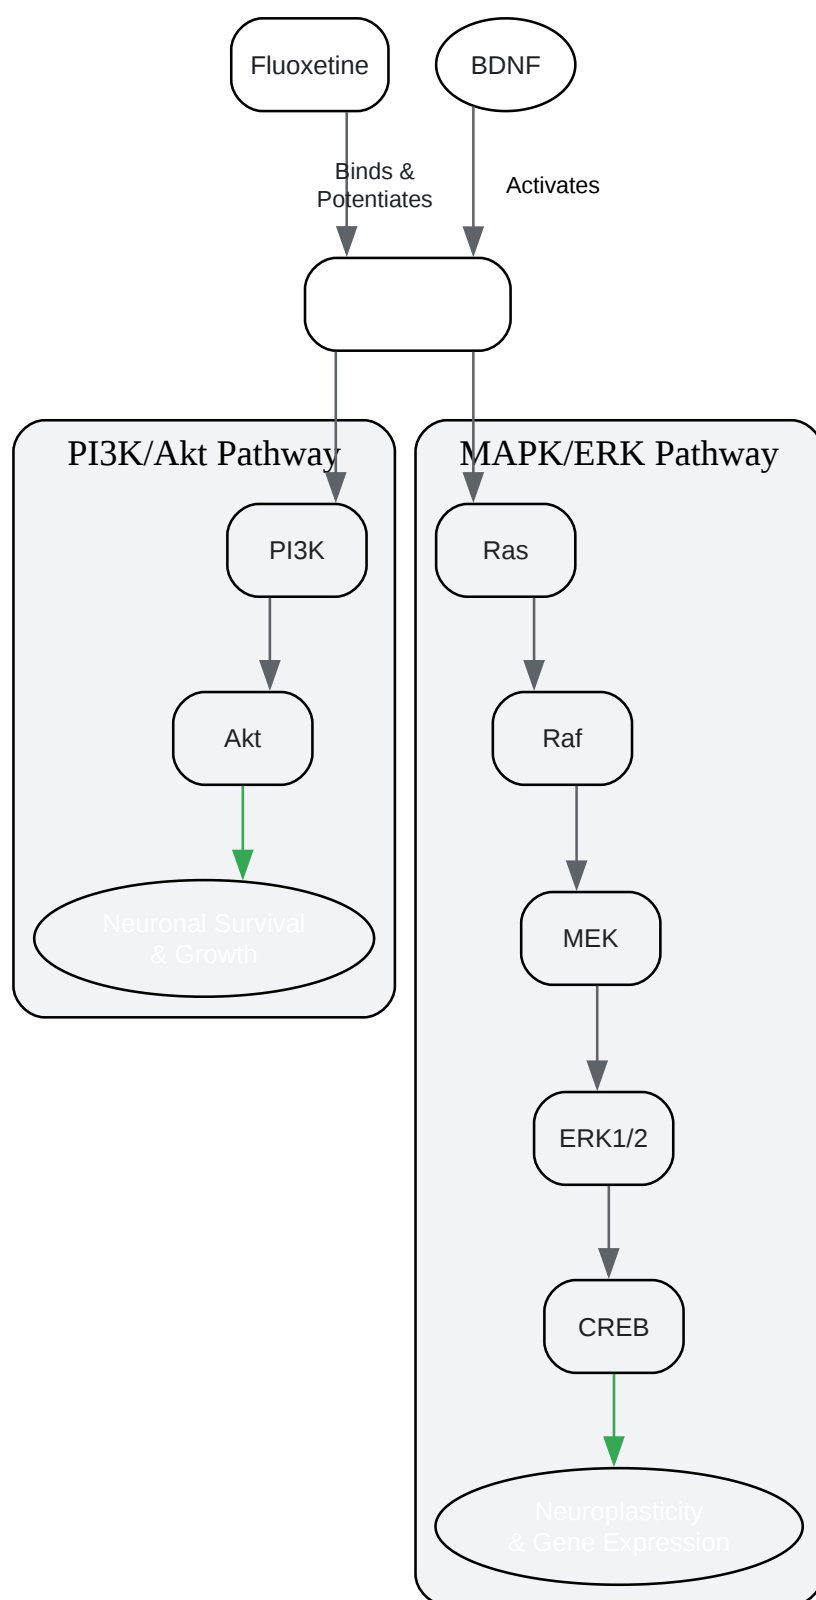 Fluoxetine
BDNF
Binds &
Potentiates
Activates
PI3K/Akt Pathway
MAPK/ERK Pathway
PI3K
Ras
Akt
Raf
Neuronal Survival
& Growth
MEK
ERK1/2
CREB
Neuroplasticity
& Gene Expression